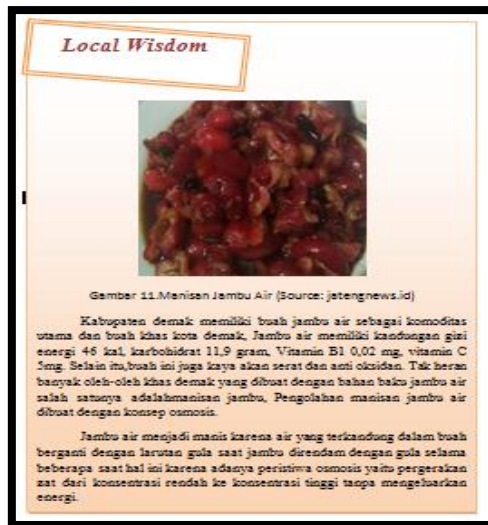 Local Wisdom
Gambar 11.Manisan Jambu Air (Source: jatengnews.id)
Kabupaten demak memiliki buah jambu air sebagai komoditas
utama dan buah khas kota demak, Jambu air memiliki kandungan gizi
energi 46 kal, karbohidrat 11,9 gram, Vitamin B1 0,02 mg, vitamin C
5mg. Selain itu,buah ini juga kaya akan serat dan anti oksidan. Tak heran
banyak oleh-oleh khas demak yang dibuat dengan bahan baku jambu air
salah satunya adalahmanisan jambu, Pengolahan manisan jambu air
dibuat dengan konsep osmosis.
Jambu air menjadi manis karena air yang terkandung dalam buah
berganti dengan larutan gula saat jambu direndam dengan gula selama
beberapa saat hal ini karena adanya peristiwa osmosis yaitu pergerakan
zat dari konsentrasi rendah ke konsentrasi tinggi tanpa mengeluarkan
energi.